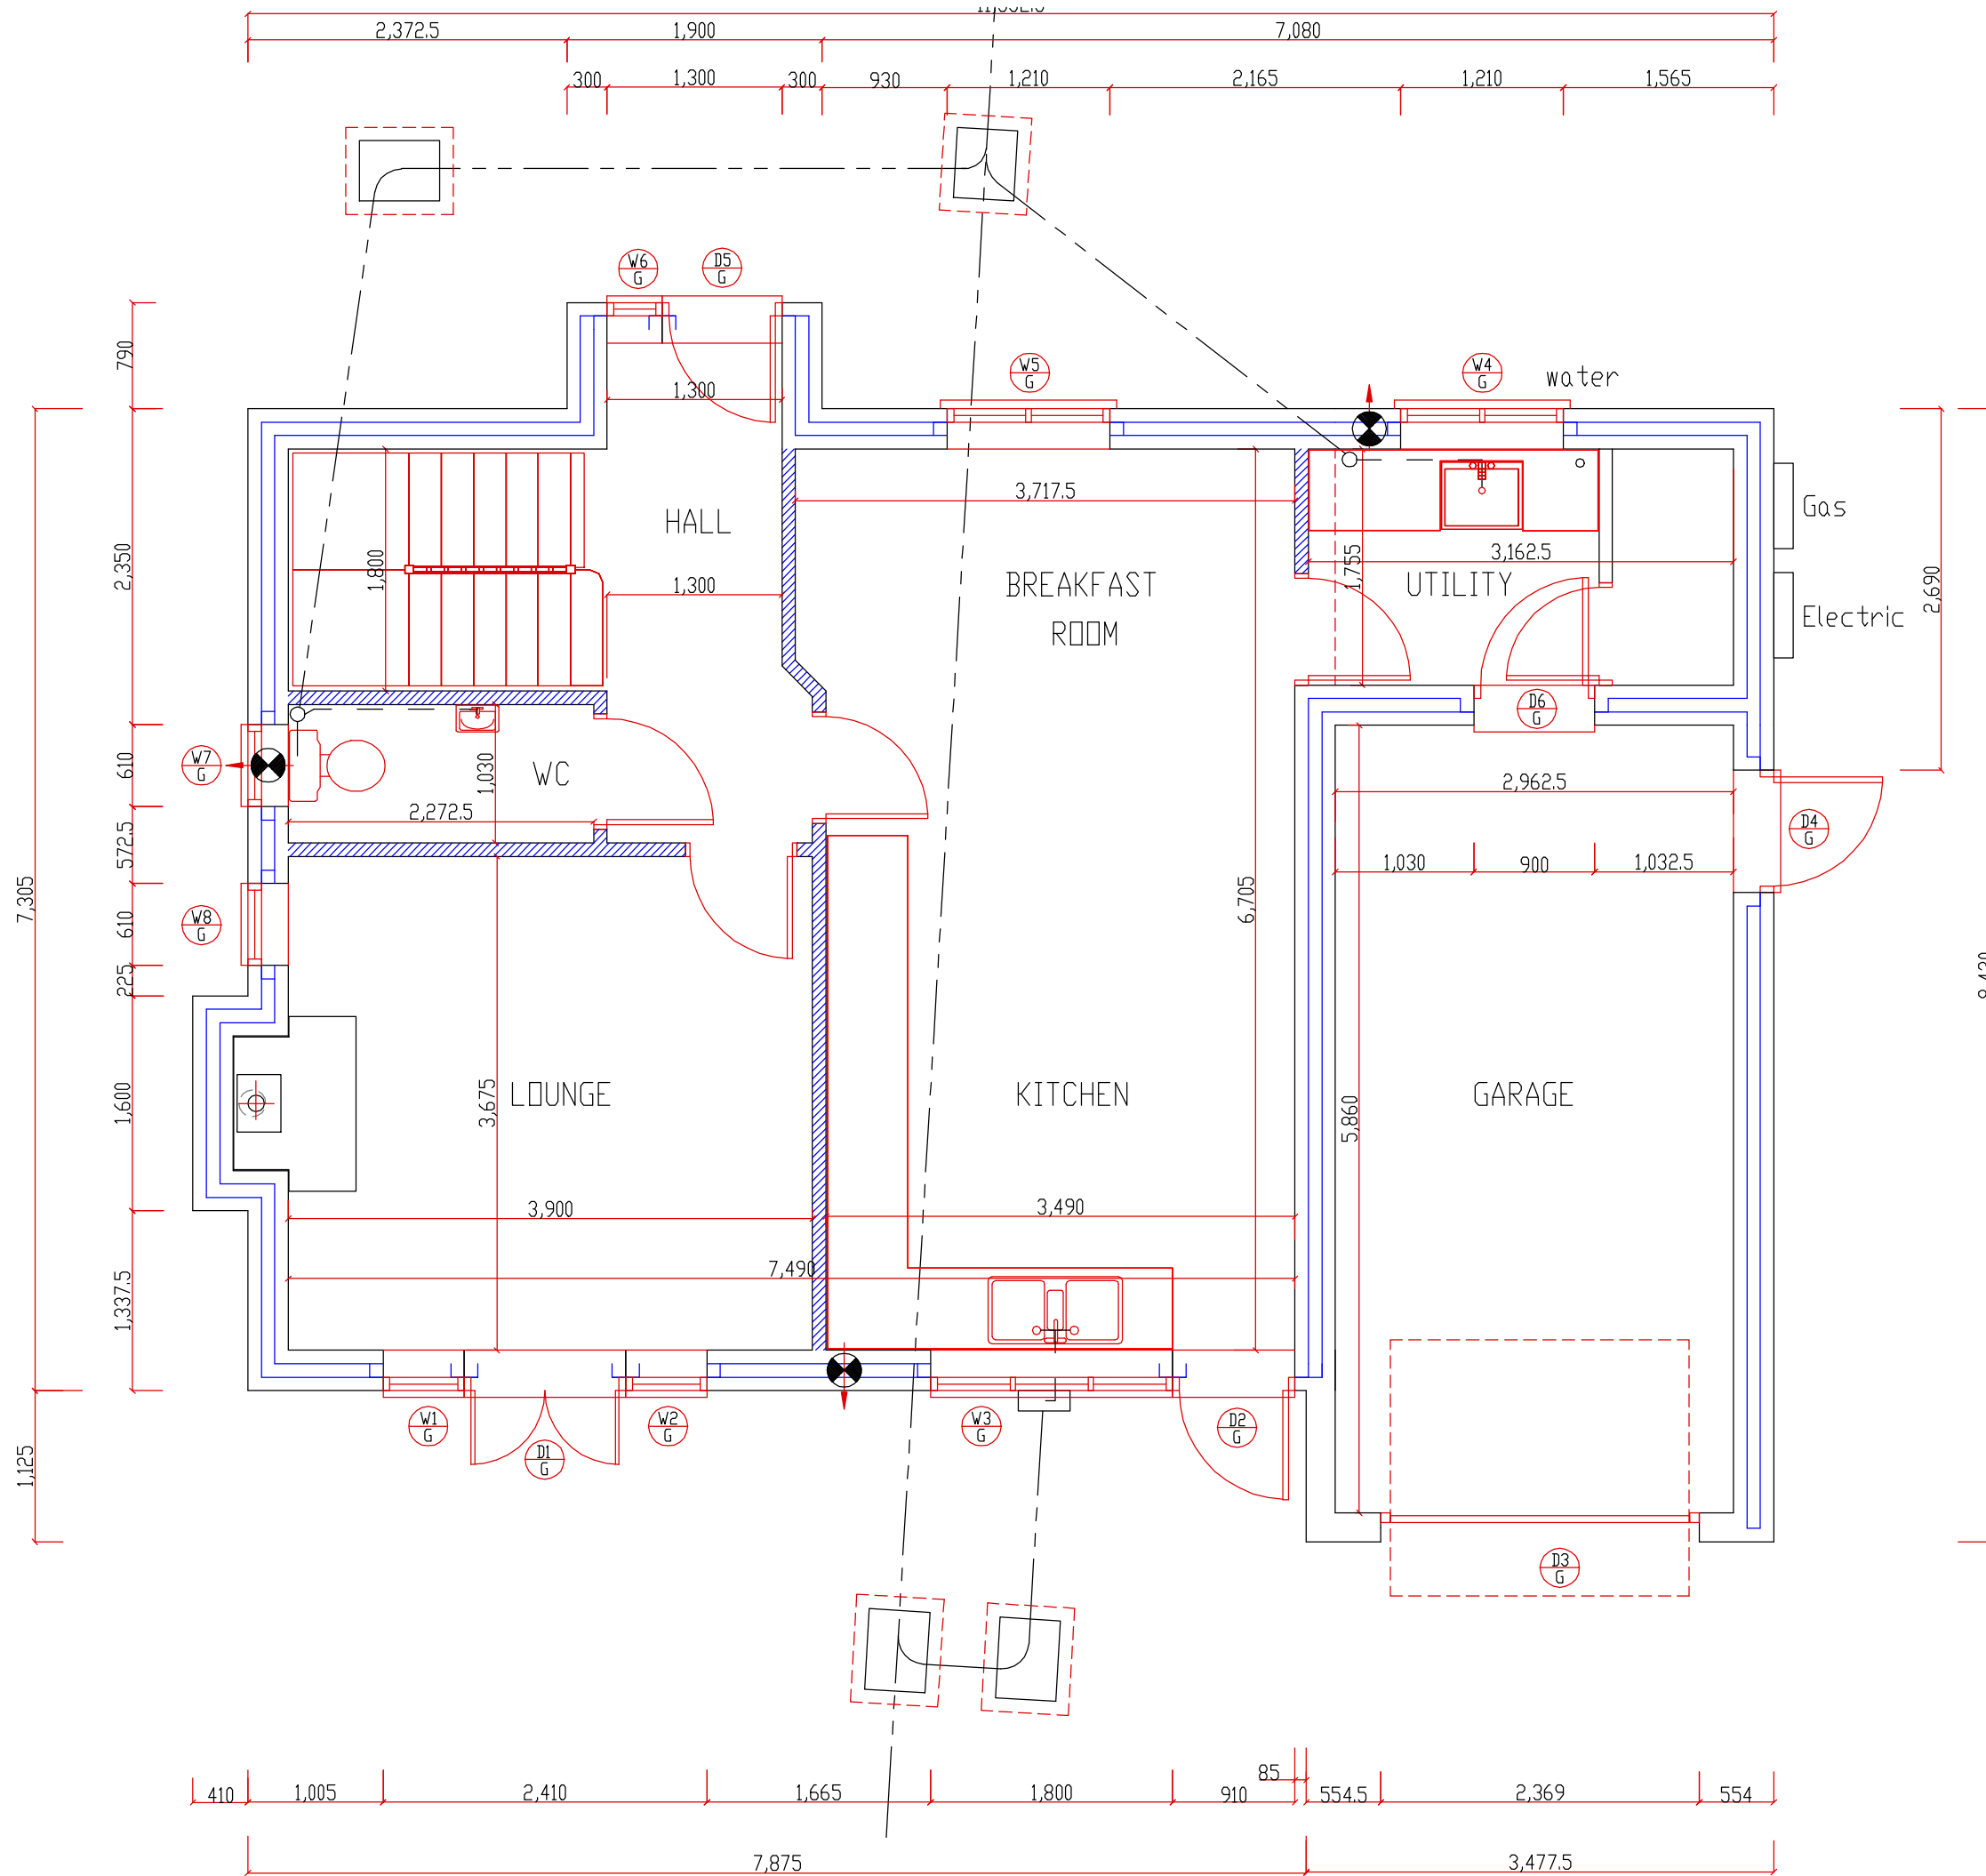 2,372.5
1,900
7,080
300
1,300
300
930
1,210
2,165
1,210
1,565
W6
G
D5
G
790
1,300
W5
G
W4
G
water
7,305
2,350
1,800
HALL
1,300
3,717.5
BREAKFAST
ROOM
1,755
3,162.5
UTILITY
Gas
Electric
2,690
610
W7
G
WC
1,030
2,272.5
D6
G
2,962.5
D4
G
572.5
1,030
900
1,032.5
610
W8
G
6,705
225
1,600
LOUNGE
3,675
KITCHEN
5,860
GARAGE
3,900
3,490
7,490
1,337.5
1,125
W1
G
D1
G
W2
G
W3
G
D2
G
D3
G
410
1,005
2,410
1,665
1,800
910
85
554.5
2,369
554
7,875
3,477.5